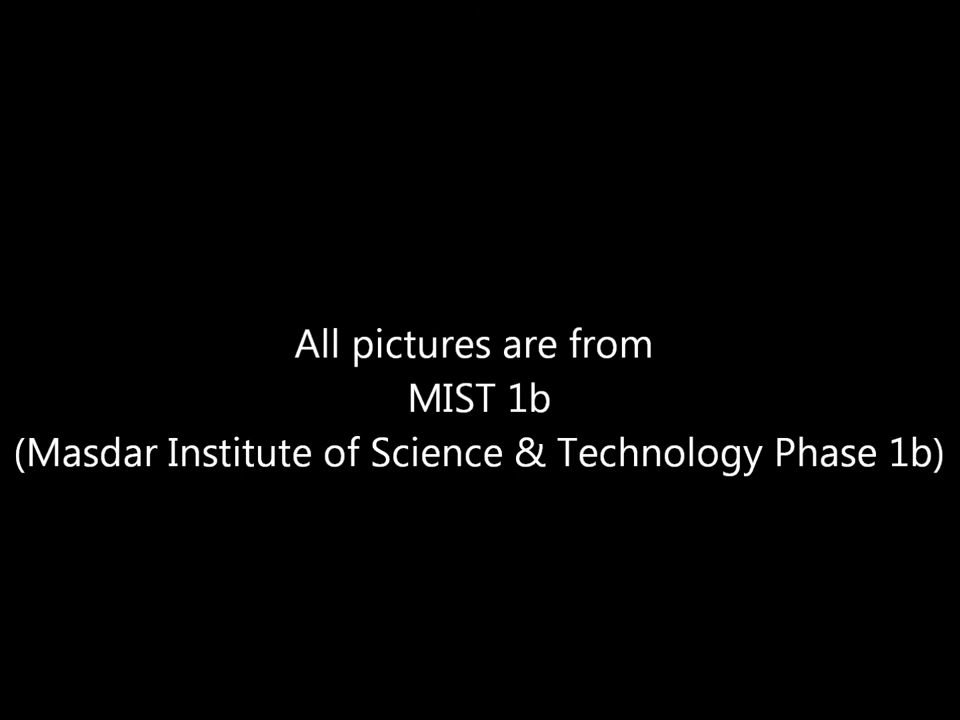 All pictures are from
MIST 1b
(Masdar Institute of Science & Technology Phase 1b)